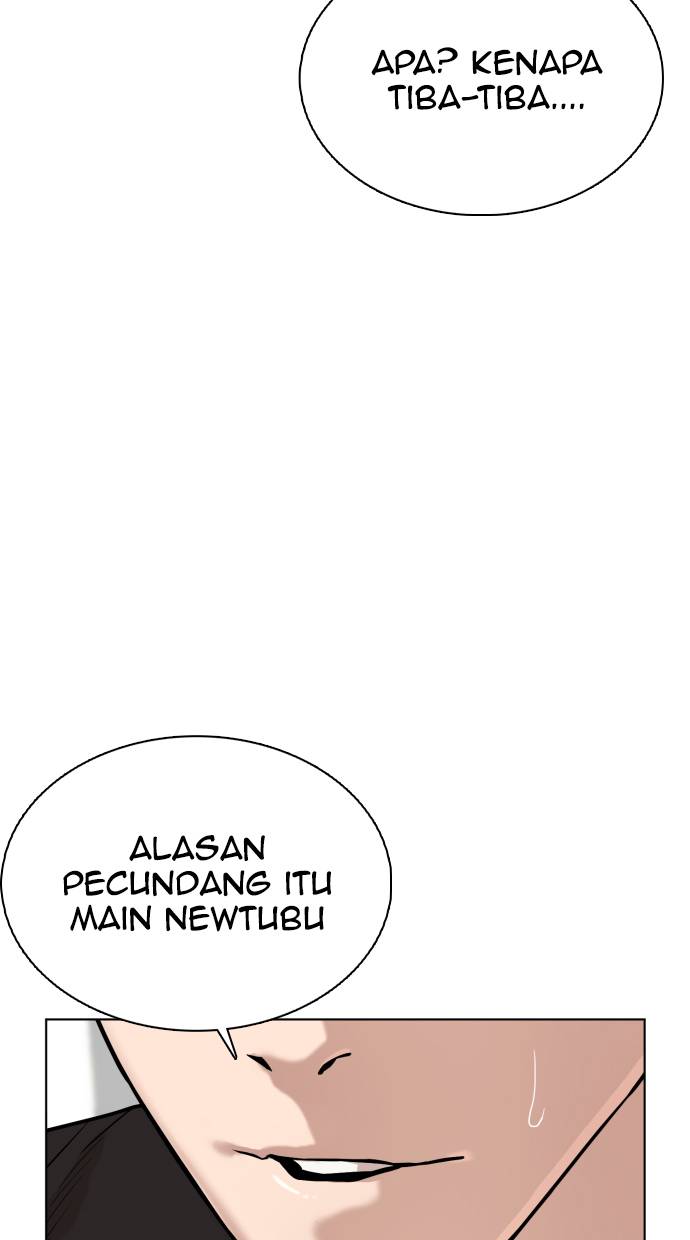 APA? KENAPA
TIBA-TIBA....
ALASAN
PECUNDANG ITU
MAIN NEWTUBU